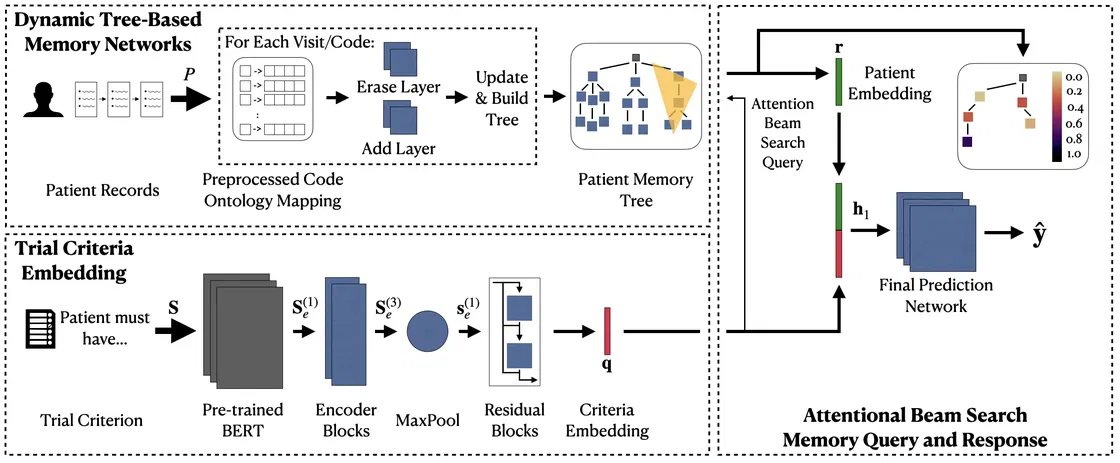 Dynamic Tree-Based
Memory Networks
P
For Each Visit/Code:
->
->
->
:
->
Erase Layer
Add Layer
Update
& Build
Tree
Patient Records
Preprocessed Code
Ontology Mapping
Patient Memory
Tree
Trial Criteria
Embedding
Patient must
have...
S
S_e^(1)
S_e^(3)
s_e^(1)
q
Trial Criterion
Pre-trained
BERT
Encoder
Blocks
MaxPool
Residual
Blocks
Criteria
Embedding
r
Patient
Embedding
Attention
Beam
Search
Query
0.0
0.2
0.4
0.6
0.8
1.0
h₁
ŷ
Final Prediction
Network
Attentional Beam Search
Memory Query and Response